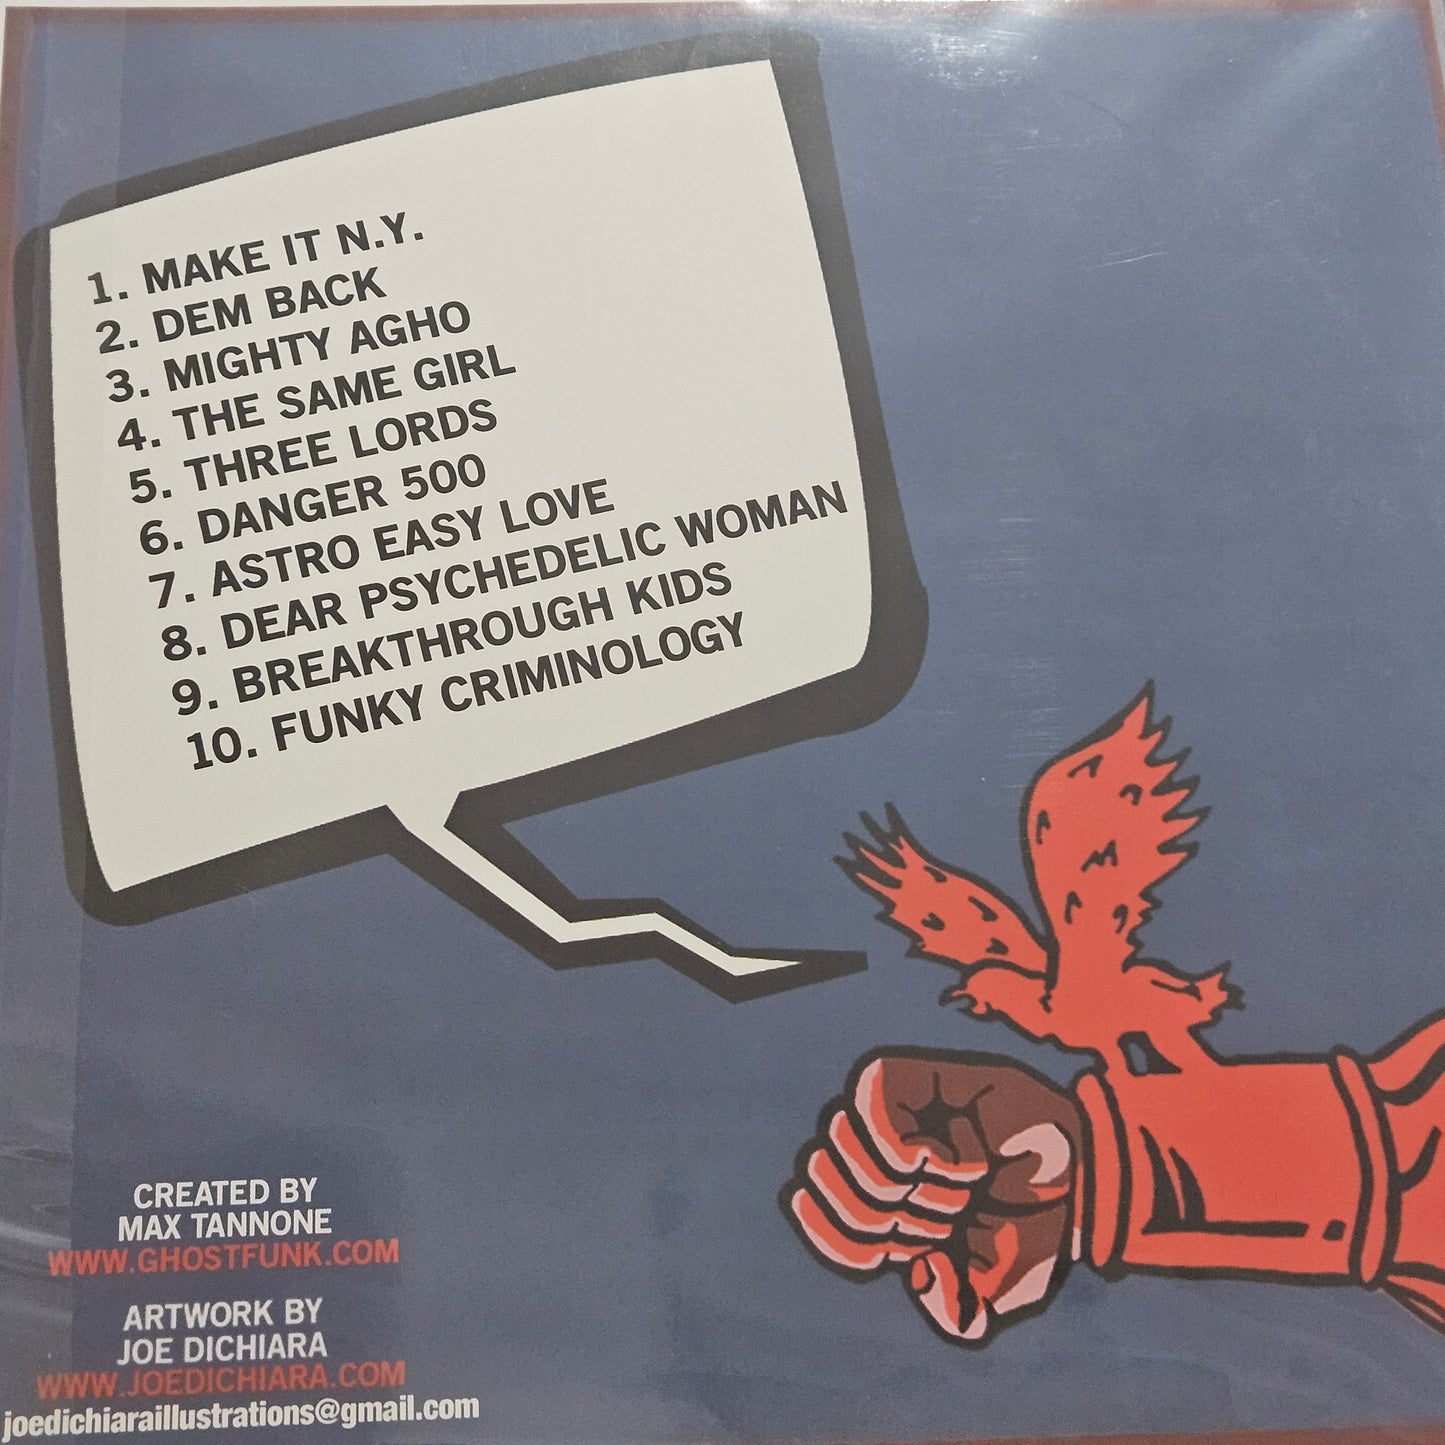 1. MAKE IT N.Y.
2. DEM BACK
3. MIGHTY AGHO
4. THE SAME GIRL
5. THREE LORDS
6. DANGER 500
7. ASTRO EASY LOVE
8. DEAR PSYCHEDELIC WOMAN
9. BREAKTHROUGH KIDS
10. FUNKY CRIMINOLOGY
CREATED BY
MAX TANNONE
WWW.GHOSTFUNK.COM
ARTWORK BY
JOE DICHIARA
WWW.JOEDICHIARA.COM
joedichiaraillustrations@gmail.com